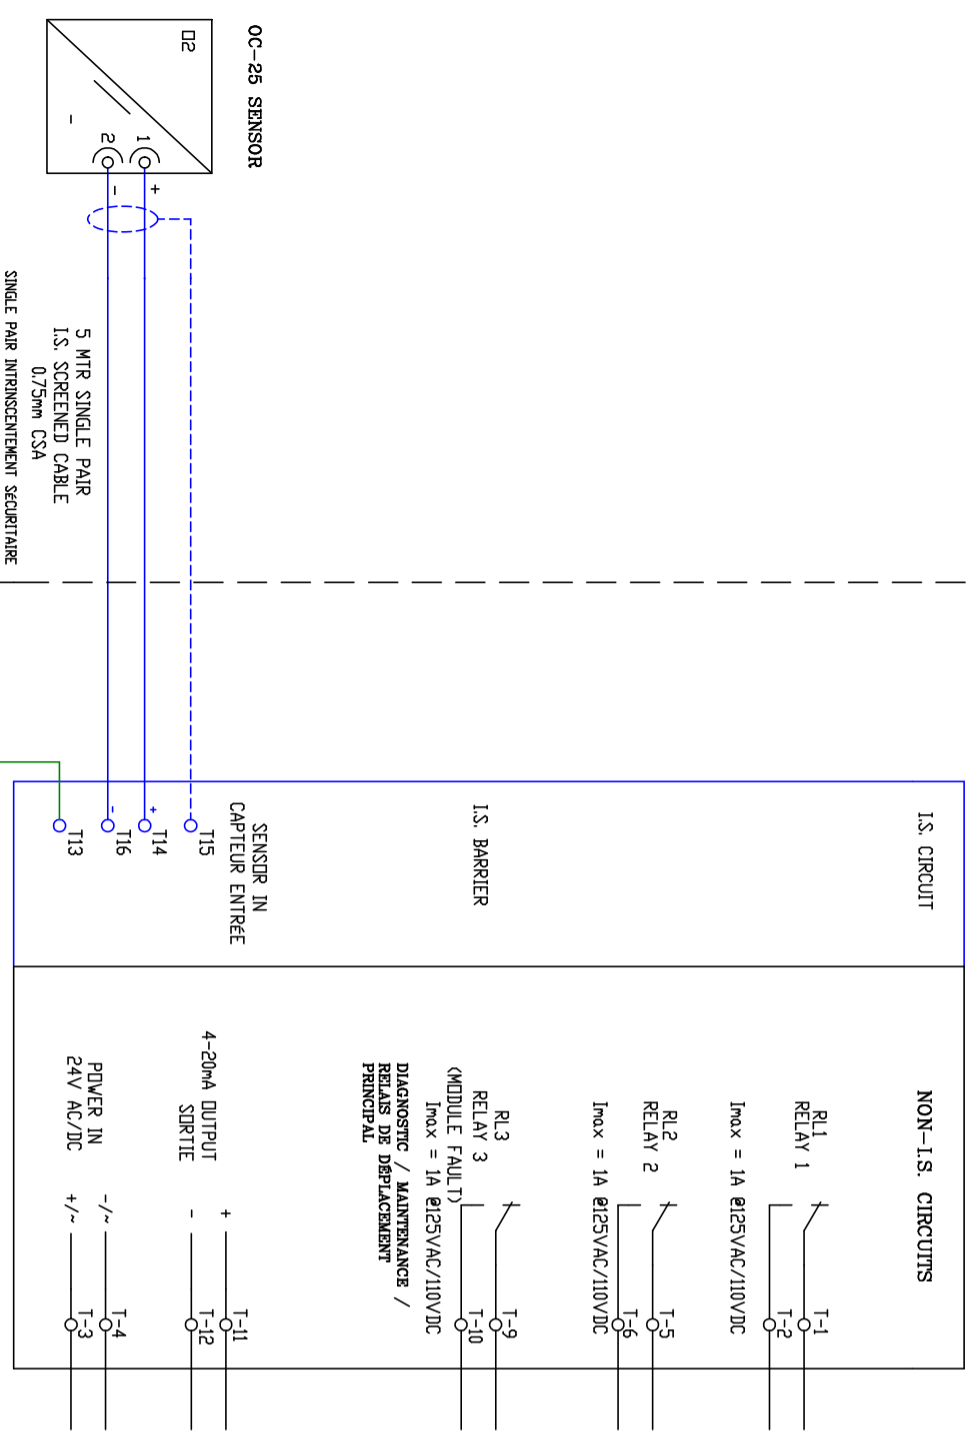 OC-25 SENSOR
O2
-
1
2
+
-
5 MTR SINGLE PAIR
I.S. SCREENED CABLE
0.75mm CSA
SINGLE PAIR INTRINSCENTEMENT SÉCURITAIRE
I.S. CIRCUIT
I.S. BARRIER
SENSOR IN
CAPTEUR ENTRÉE
T15
+
T14
-
T16
T13
NON-I.S. CIRCUITS
RL1
RELAY 1
Imax = 1A @125VAC/110VDC
T-1
T-2
RL2
RELAY 2
Imax = 1A @125VAC/110VDC
T-5
T-6
RL3
RELAY 3
(MODULE FAULT)
Imax = 1A @125VAC/110VDC
T-9
T-10
DIAGNOSTIC / MAINTENANCE /
RELAIS DE DÉPLACEMENT
PRINCIPAL
4-20mA OUTPUT
SORTIE
+
-
T-11
T-12
POWER IN
24V AC/DC
-/~
+/~
T-4
T-3